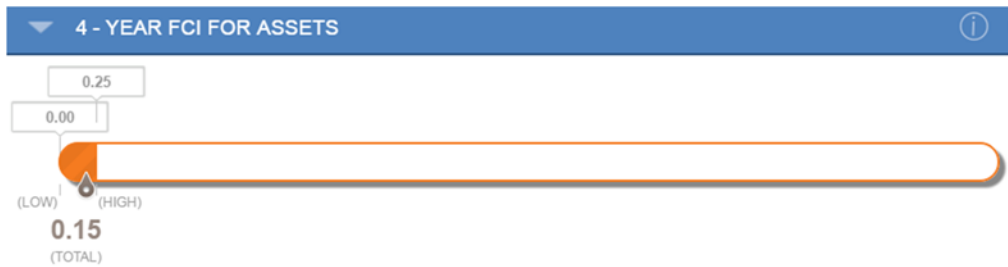 4 - YEAR FCI FOR ASSETS
0.25
0.00
(LOW) (HIGH)
0.15
(TOTAL)